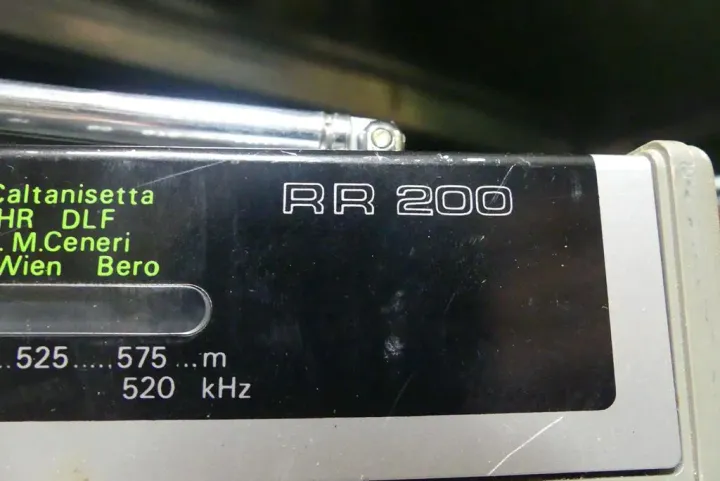 Caltanisetta
HR DLF
M.Ceneri
Wien Bero
RR 200
...525.....575...m
520 kHz